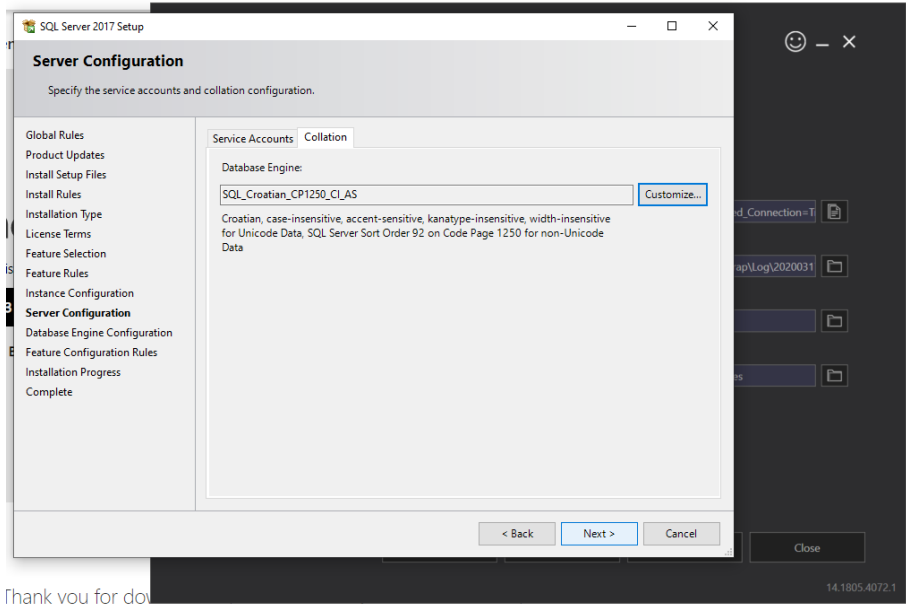 SQL Server 2017 Setup
Server Configuration
Specify the service accounts and collation configuration.
Global Rules
Product Updates
Install Setup Files
Install Rules
Installation Type
License Terms
Feature Selection
Feature Rules
Instance Configuration
Server Configuration
Database Engine Configuration
Feature Configuration Rules
Installation Progress
Complete
Service Accounts
Collation
Database Engine:
SQL_Croatian_CP1250_CI_AS
Customize...
Croatian, case-insensitive, accent-sensitive, kanatype-insensitive, width-insensitive
for Unicode Data, SQL Server Sort Order 92 on Code Page 1250 for non-Unicode
Data
< Back
Next >
Cancel
ed_Connection=T
rap\Log\2020031
es
Close
14.1805.4072.1
Thank you for dov